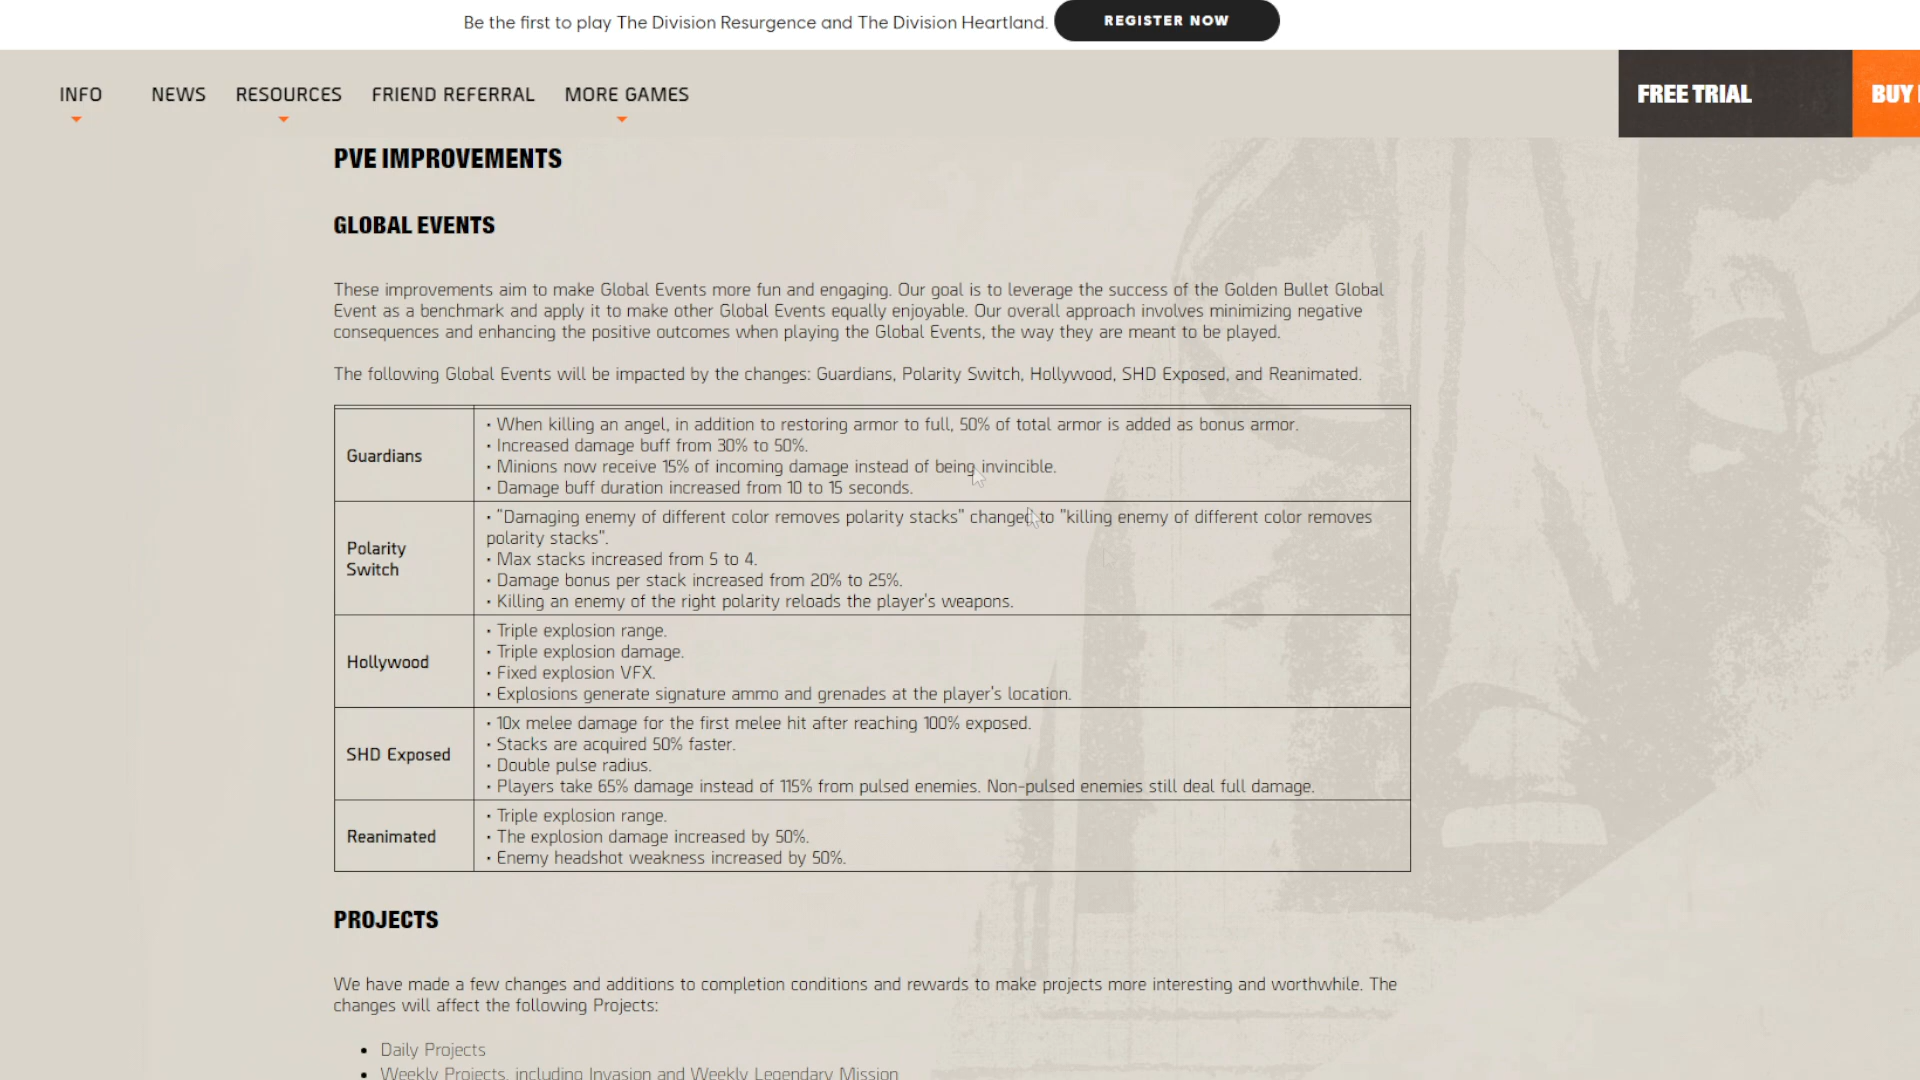 Be the first to play The Division Resurgence and The Division Heartland.
REGISTER NOW
INFO
NEWS
RESOURCES
FRIEND REFERRAL
MORE GAMES
FREE TRIAL
BUY
PVE IMPROVEMENTS
GLOBAL EVENTS
These improvements aim to make Global Events more fun and engaging. Our goal is to leverage the success of the Golden Bullet Global
Event as a benchmark and apply it to make other Global Events equally enjoyable. Our overall approach involves minimizing negative
consequences and enhancing the positive outcomes when playing the Global Events, the way they are meant to be played.
The following Global Events will be impacted by the changes: Guardians, Polarity Switch, Hollywood, SHD Exposed, and Reanimated.
Guardians
• When killing an angel, in addition to restoring armor to full, 50% of total armor is added as bonus armor.
• Increased damage buff from 30% to 50%.
• Minions now receive 15% of incoming damage instead of being invincible.
• Damage buff duration increased from 10 to 15 seconds.
Polarity
Switch
• "Damaging enemy of different color removes polarity stacks" changed to "killing enemy of different color removes
polarity stacks".
• Max stacks increased from 5 to 4.
• Damage bonus per stack increased from 20% to 25%.
• Killing an enemy of the right polarity reloads the player's weapons.
Hollywood
• Triple explosion range.
• Triple explosion damage.
• Fixed explosion VFX.
• Explosions generate signature ammo and grenades at the player's location.
SHD Exposed
• 10x melee damage for the first melee hit after reaching 100% exposed.
• Stacks are acquired 50% faster.
• Double pulse radius.
• Players take 65% damage instead of 115% from pulsed enemies. Non-pulsed enemies still deal full damage.
Reanimated
• Triple explosion range.
• The explosion damage increased by 50%.
• Enemy headshot weakness increased by 50%.
PROJECTS
We have made a few changes and additions to completion conditions and rewards to make projects more interesting and worthwhile. The
changes will affect the following Projects:
• Daily Projects
• Weekly Projects, including Invasion and Weekly Legendary Mission